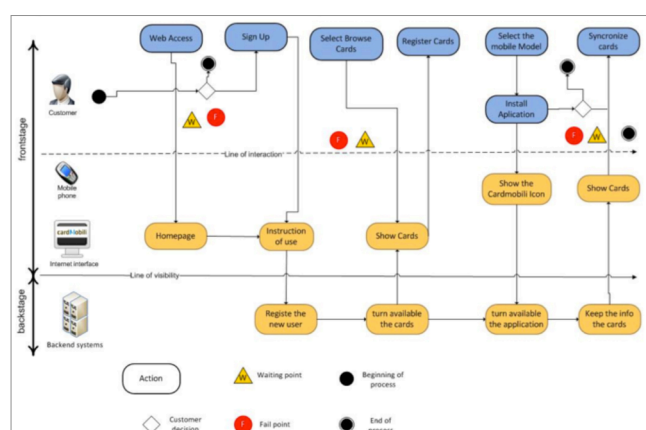 Web Access
Sign Up
Select Browse
Cards
Register Cards
Select the
mobile Model
Syncronize
cards
Customer
Install
Aplication
W
F
F
W
F
W
frontstage
Line of interaction
Mobile
phone
Show the
Cardmobili Icon
Show Cards
cardMobili
Internet interface
Homepage
Instruction
of use
Show Cards
Line of visibility
backstage
Backend systems
Registe the
new user
turn available
the cards
turn available
the application
Keep the info
the cards
Action
W
Waiting point
Beginning of
process
Customer
decision
F
Fail point
End of
process